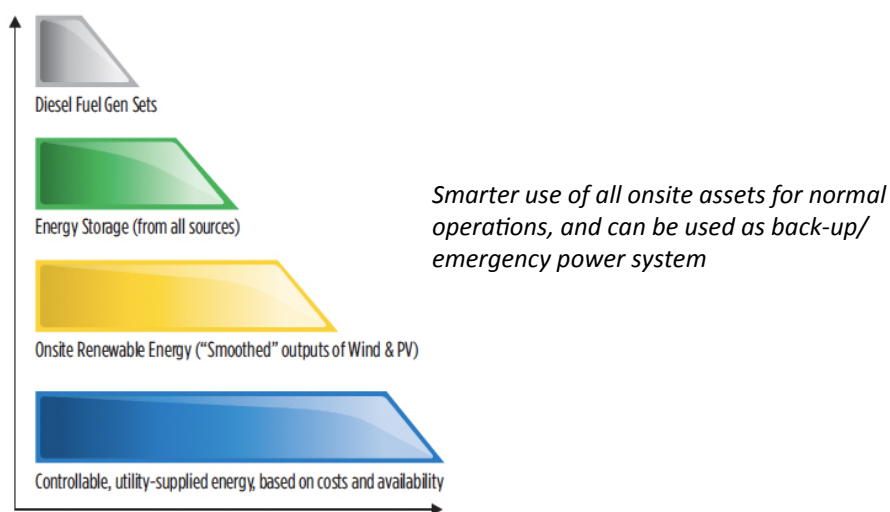 Diesel Fuel Gen Sets
Energy Storage (from all sources)
Smarter use of all onsite assets for normal
operations, and can be used as back-up/
emergency power system
Onsite Renewable Energy (“Smoothed” outputs of Wind & PV)
Controllable, utility-supplied energy, based on costs and availability